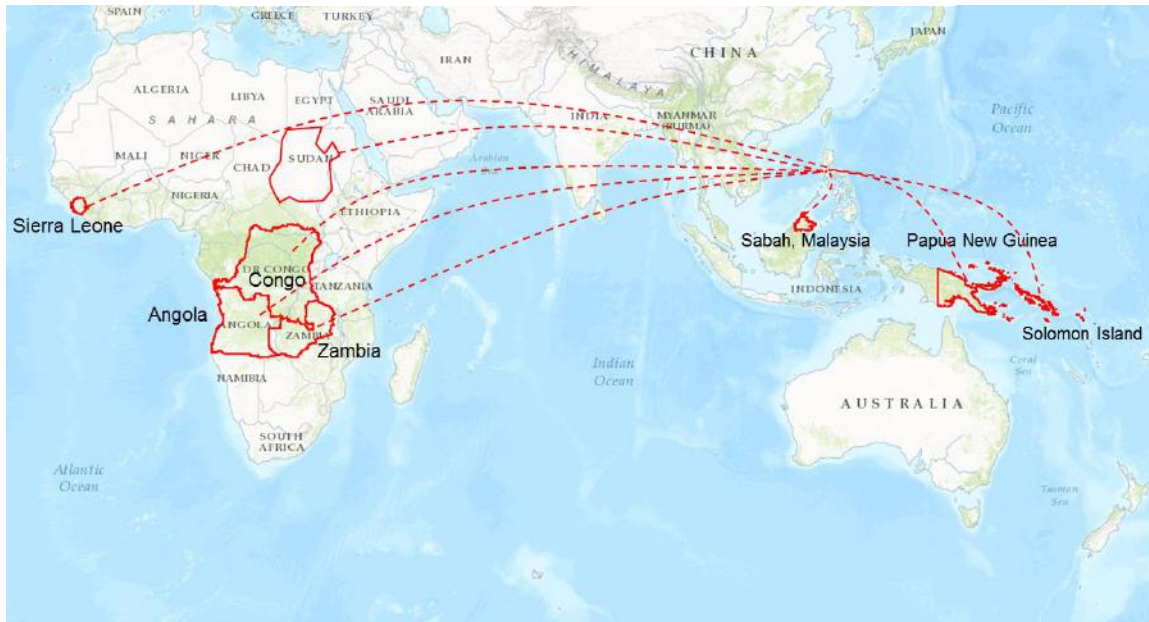 SPAIN
GREECE
TURKEY
JAPAN
CHINA
IRAN
HIMALAYA
ALGERIA
LIBYA
EGYPT
SAUDI
ARABIA
Pacific
Ocean
SAHARA
INDIA
MYANMAR
(BURMA)
MALI
NIGER
CHAD
SUDAN
Arabian
Sea
NIGERIA
ETHIOPIA
Sierra Leone
Sabah, Malaysia
Papua New Guinea
DR CONGO
Congo
TANZANIA
INDONESIA
Angola
ANGOLA
ZAMBIA
Zambia
Solomon Island
Indian
Ocean
Coral
Sea
NAMIBIA
AUSTRALIA
SOUTH
AFRICA
Atlantic
Ocean
Tasman
Sea